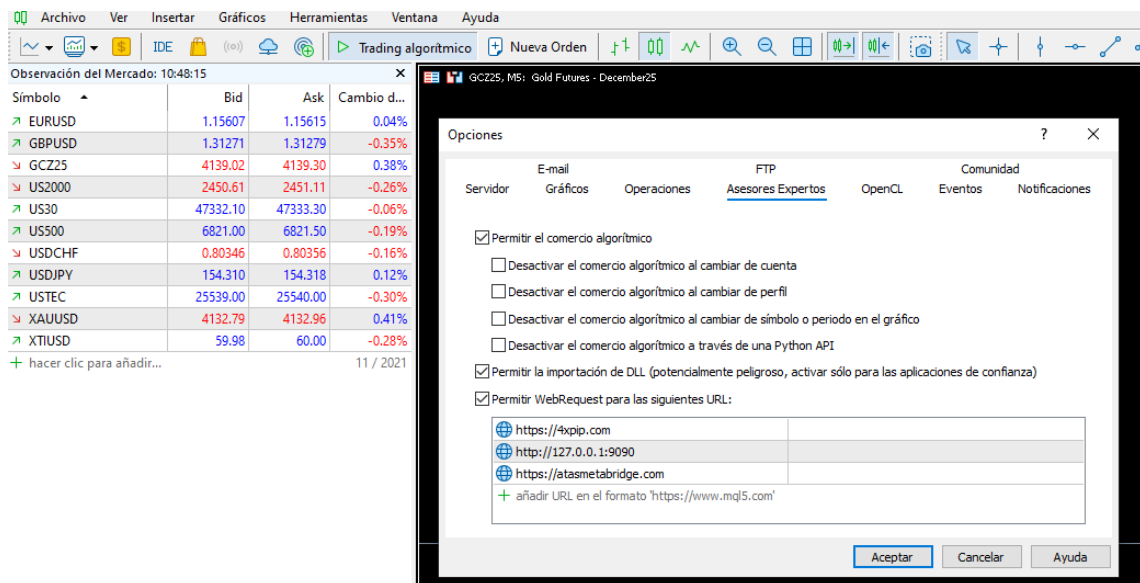 Archivo Ver Insertar Gráficos Herramientas Ventana Ayuda
IDE Trading algorítmico Nueva Orden
Observación del Mercado: 10:48:15
Símbolo Bid Ask Cambio d...
EURUSD 1.15607 1.15615 0.04%
GBPUSD 1.31271 1.31279 -0.35%
GCZ25 4139.02 4139.30 0.38%
US2000 2450.61 2451.11 -0.26%
US30 47332.10 47333.30 -0.06%
US500 6821.00 6821.50 -0.19%
USDCHF 0.80346 0.80356 -0.16%
USDJPY 154.310 154.318 0.12%
USTEC 25539.00 25540.00 -0.30%
XAUUSD 4132.79 4132.96 0.41%
XTIUSD 59.98 60.00 -0.28%
hacer clic para añadir... 11 / 2021
GCZ25, M5: Gold Futures - December25
Opciones
E-mail FTP Comunidad
Servidor Gráficos Operaciones Asesores Expertos OpenCL Eventos Notificaciones
Permitir el comercio algorítmico
Desactivar el comercio algorítmico al cambiar de cuenta
Desactivar el comercio algorítmico al cambiar de perfil
Desactivar el comercio algorítmico al cambiar de símbolo o periodo en el gráfico
Desactivar el comercio algorítmico a través de una Python API
Permitir la importación de DLL (potencialmente peligroso, activar sólo para las aplicaciones de confianza)
Permitir WebRequest para las siguientes URL:
https://4xpip.com
http://127.0.0.1:9090
https://atasmetabridge.com
añadir URL en el formato 'https://www.mql5.com'
Aceptar Cancelar Ayuda